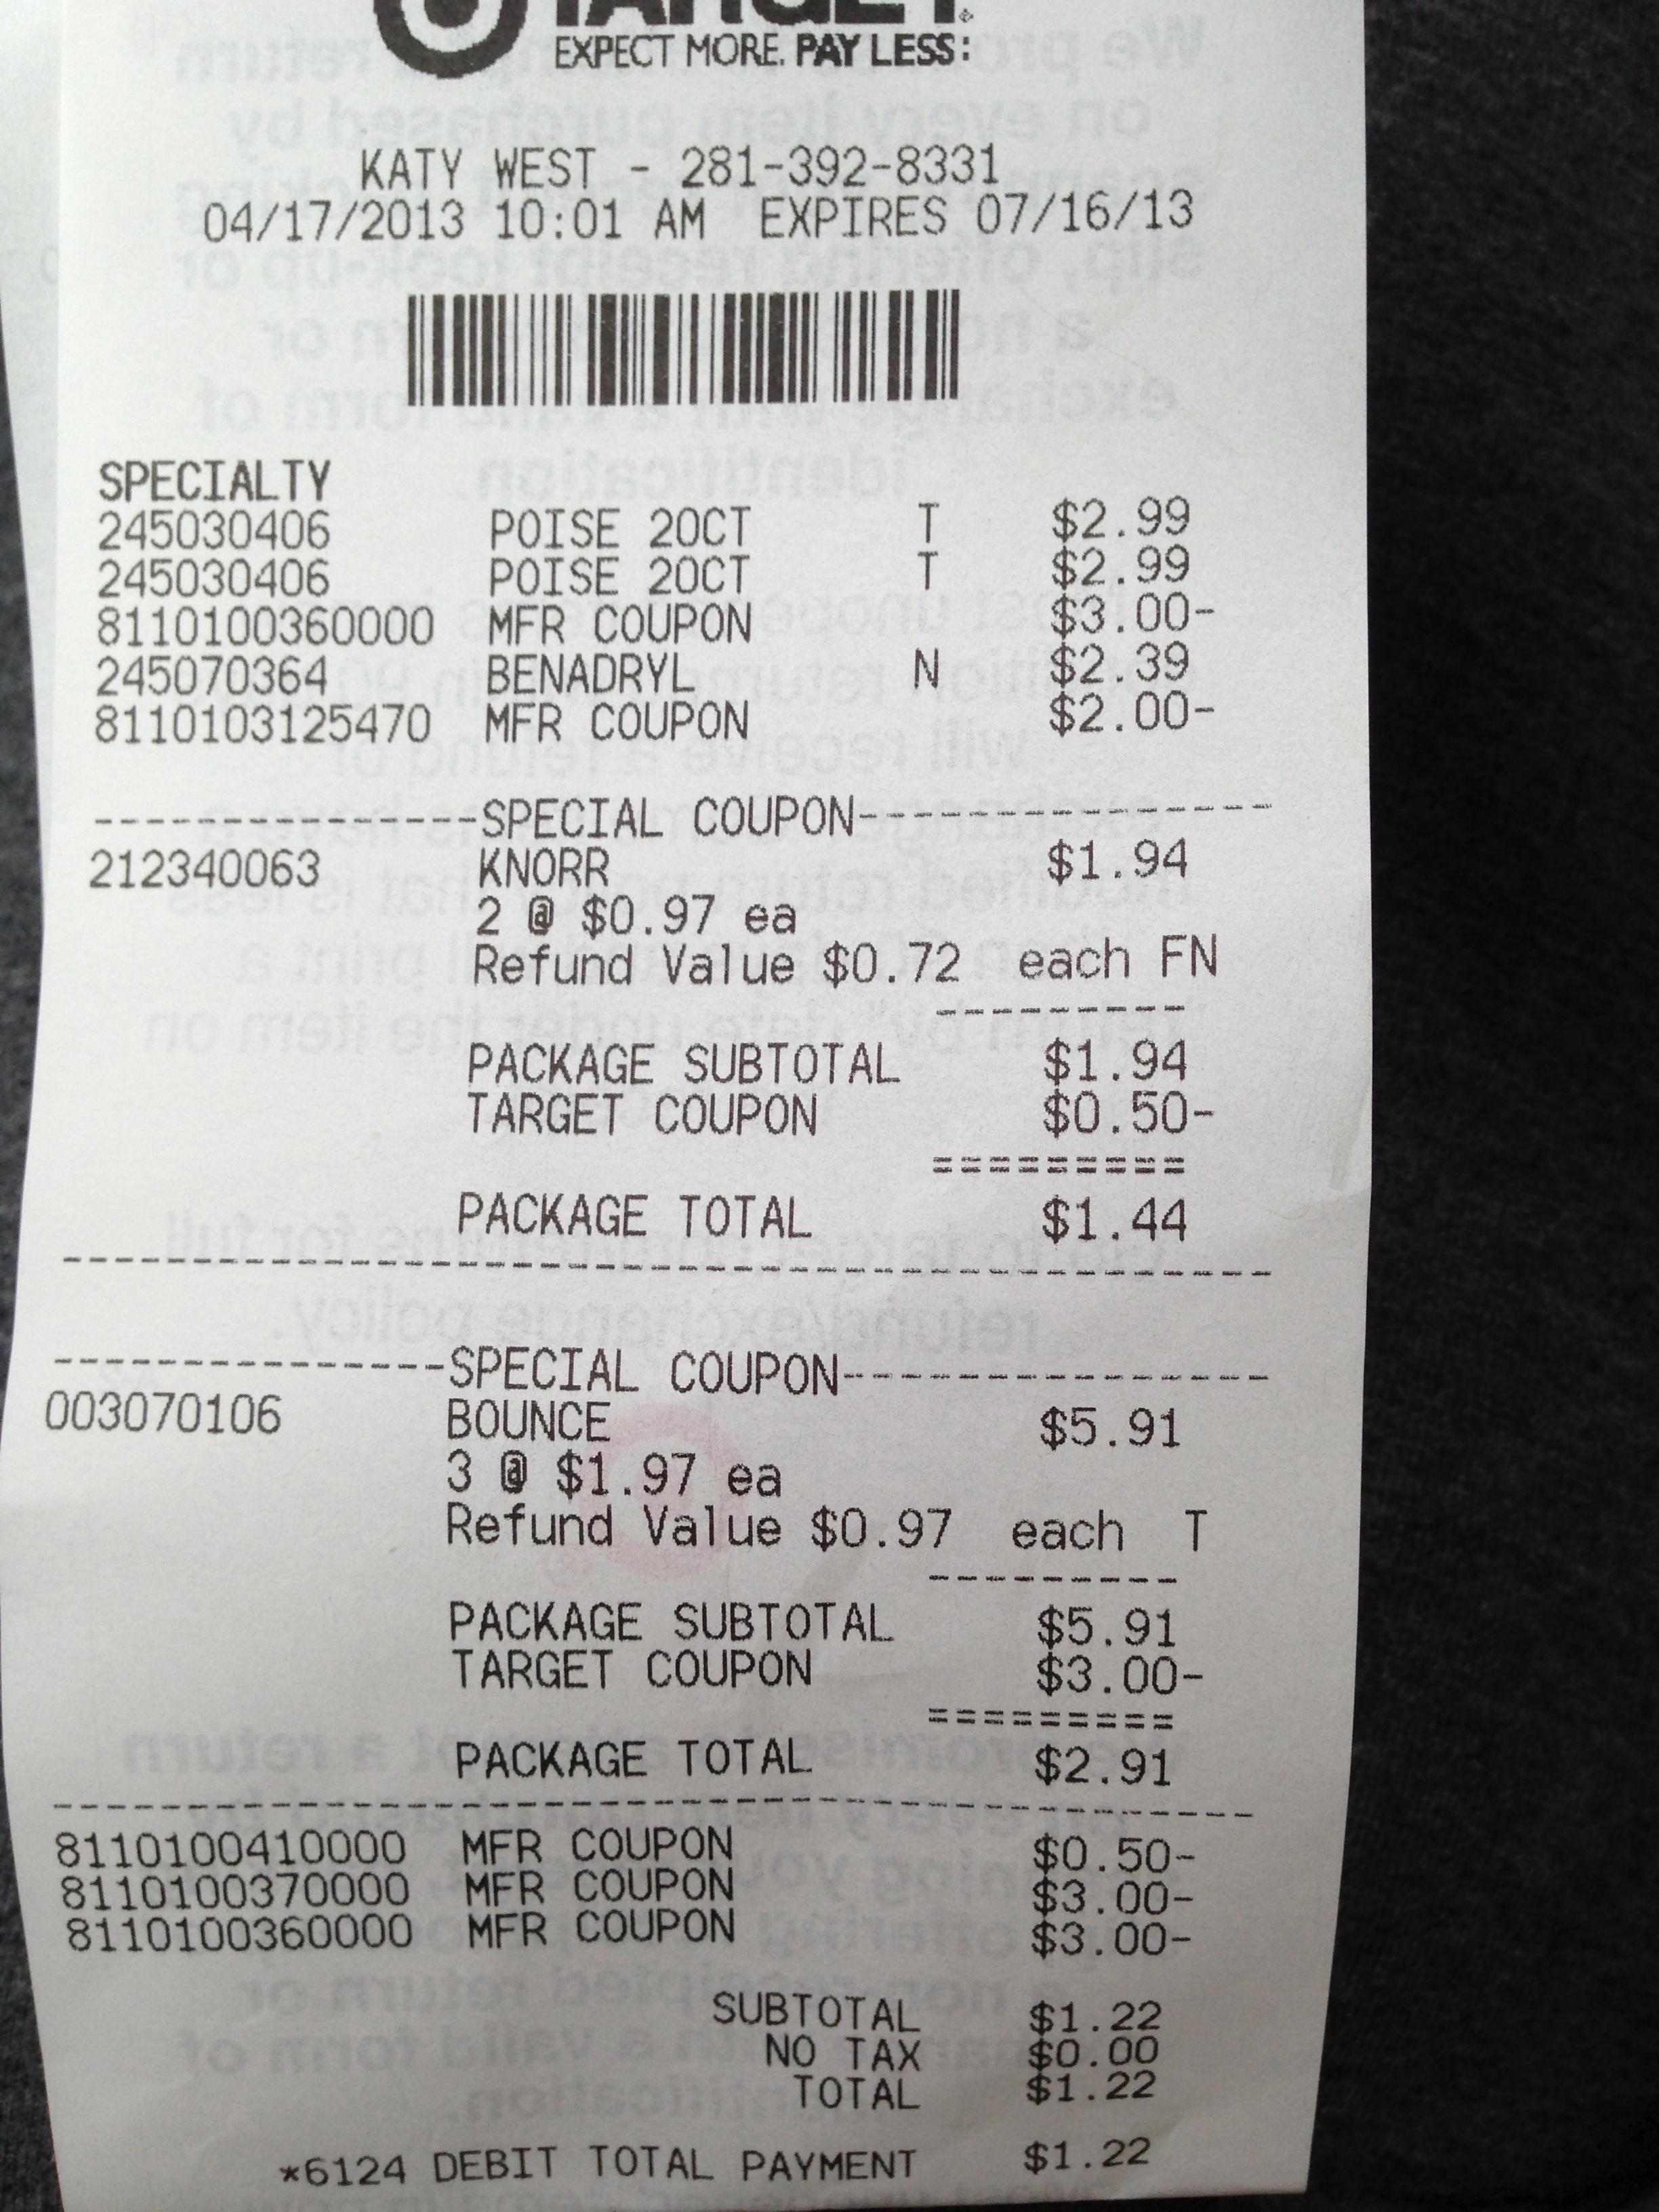 TARGET
EXPECT MORE. PAY LESS:
KATY WEST - 281-392-8331
04/17/2013 10:01 AM EXPIRES 07/16/13
SPECIALTY
245030406 POISE 20CT T $2.99
245030406 POISE 20CT T $2.99
8110100360000 MFR COUPON $3.00-
245070364 BENADRYL N $2.39
8110103125470 MFR COUPON $2.00-
---------------SPECIAL COUPON----------------
212340063 KNORR $1.94
2 @ $0.97 ea
Refund Value $0.72 each FN
---------
PACKAGE SUBTOTAL $1.94
TARGET COUPON $0.50-
=========
PACKAGE TOTAL $1.44
---------------------------------------------
---------------SPECIAL COUPON----------------
003070106 BOUNCE $5.91
3 @ $1.97 ea
Refund Value $0.97 each T
---------
PACKAGE SUBTOTAL $5.91
TARGET COUPON $3.00-
=========
PACKAGE TOTAL $2.91
---------------------------------------------
8110100410000 MFR COUPON $0.50-
8110100370000 MFR COUPON $3.00-
8110100360000 MFR COUPON $3.00-
SUBTOTAL $1.22
NO TAX $0.00
TOTAL $1.22
*6124 DEBIT TOTAL PAYMENT $1.22